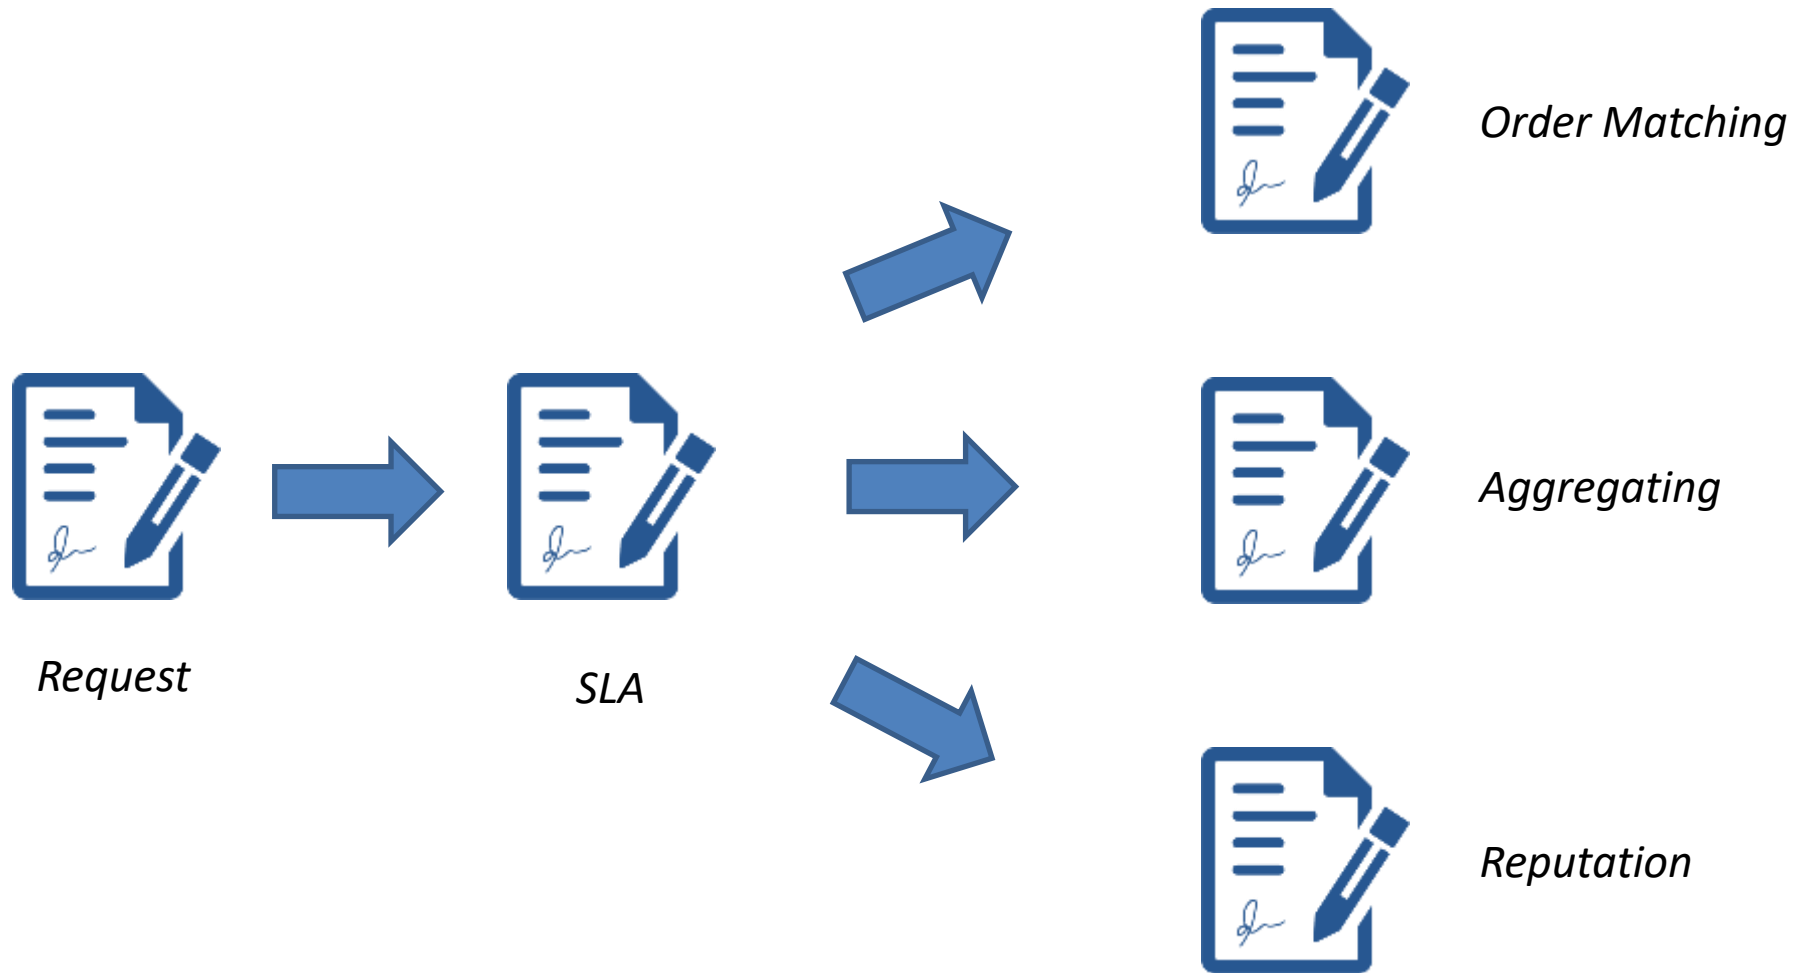 Order Matching
Aggregating
Request
SLA
Reputation